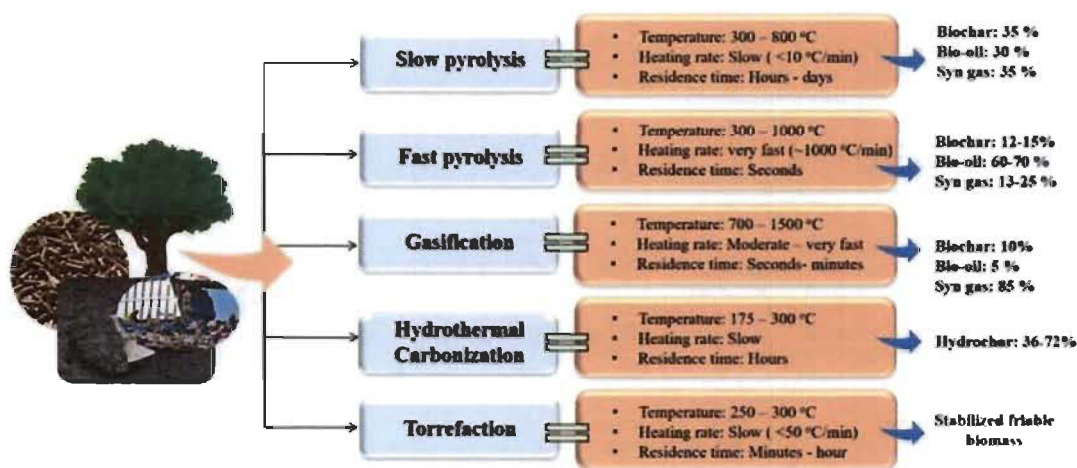 Slow pyrolysis
• Temperature: 300 – 800 °C
• Heating rate: Slow ( <10 °C/min)
• Residence time: Hours - days
Biochar: 35 %
Bio-oil: 30 %
Syn gas: 35 %
Fast pyrolysis
• Temperature: 300 – 1000 °C
• Heating rate: very fast (~1000 °C/min)
• Residence time: Seconds
Biochar: 12-15%
Bio-oil: 60-70 %
Syn gas: 13-25 %
Gasification
• Temperature: 700 – 1500 °C
• Heating rate: Moderate – very fast
• Residence time: Seconds- minutes
Biochar: 10%
Bio-oil: 5 %
Syn gas: 85 %
Hydrothermal
Carbonization
• Temperature: 175 – 300 °C
• Heating rate: Slow
• Residence time: Hours
Hydrochar: 36-72%
Torrefaction
• Temperature: 250 – 300 °C
• Heating rate: Slow ( <50 °C/min)
• Residence time: Minutes - hour
Stabilized friable
biomass